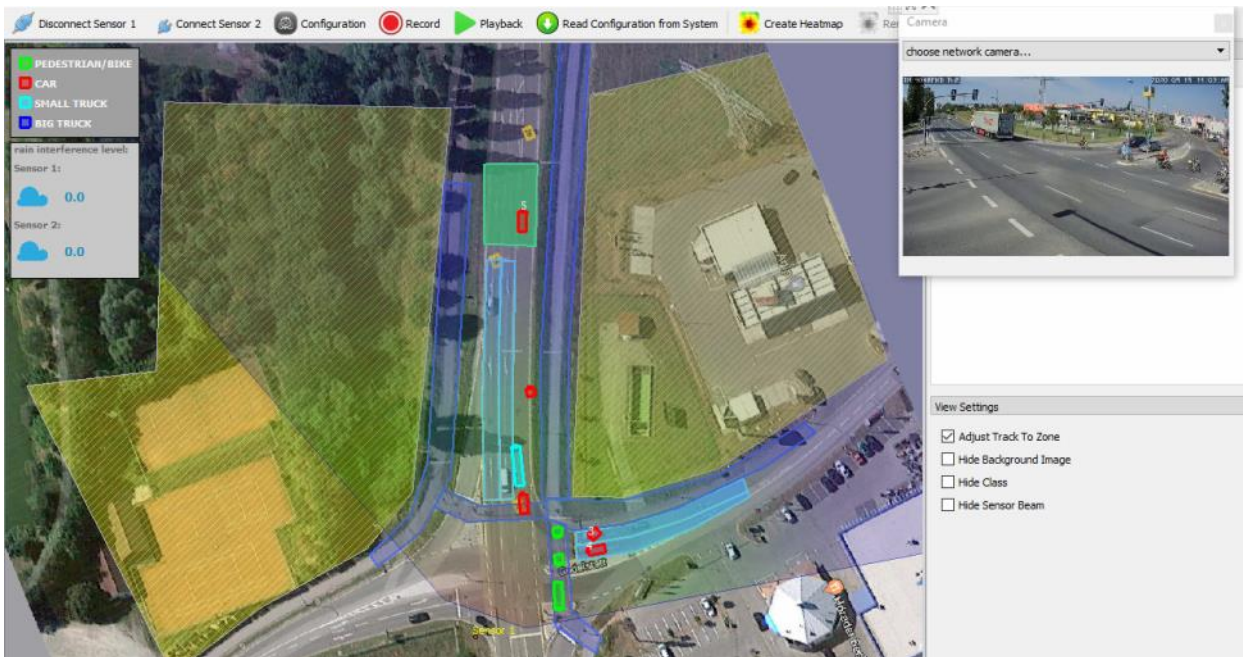 Disconnect Sensor 1
Connect Sensor 2
Configuration
Record
Playback
Read Configuration from System
Create Heatmap
Camera
choose network camera...
PEDESTRIAN/BIKE
CAR
SMALL TRUCK
BIG TRUCK
rain interference level:
Sensor 1:
0.0
Sensor 2:
0.0
5
3
Sensor 1
View Settings
Adjust Track To Zone
Hide Background Image
Hide Class
Hide Sensor Beam